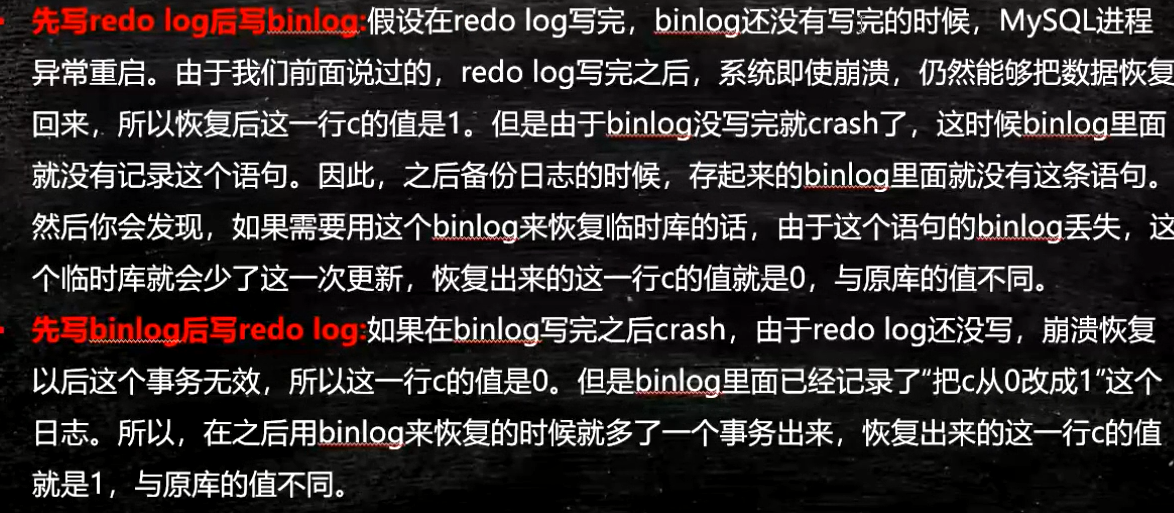 先写redo log后写binlog:假设在redo log写完，binlog还没有写完的时候，MySQL进程
异常重启。由于我们前面说过的，redo log写完之后，系统即使崩溃，仍然能够把数据恢复
回来，所以恢复后这一行c的值是1。但是由于binlog没写完就crash了，这时候binlog里面
就没有记录这个语句。因此，之后备份日志的时候，存起来的binlog里面就没有这条语句。
然后你会发现，如果需要用这个binlog来恢复临时库的话，由于这个语句的binlog丢失，这
个临时库就会少了这一次更新，恢复出来的这一行c的值就是0，与原库的值不同。
先写binlog后写redo log:如果在binlog写完之后crash，由于redo log还没写，崩溃恢复
以后这个事务无效，所以这一行c的值是0。但是binlog里面已经记录了“把c从0改成1”这个
日志。所以，在之后用binlog来恢复的时候就多了一个事务出来，恢复出来的这一行c的值
就是1，与原库的值不同。